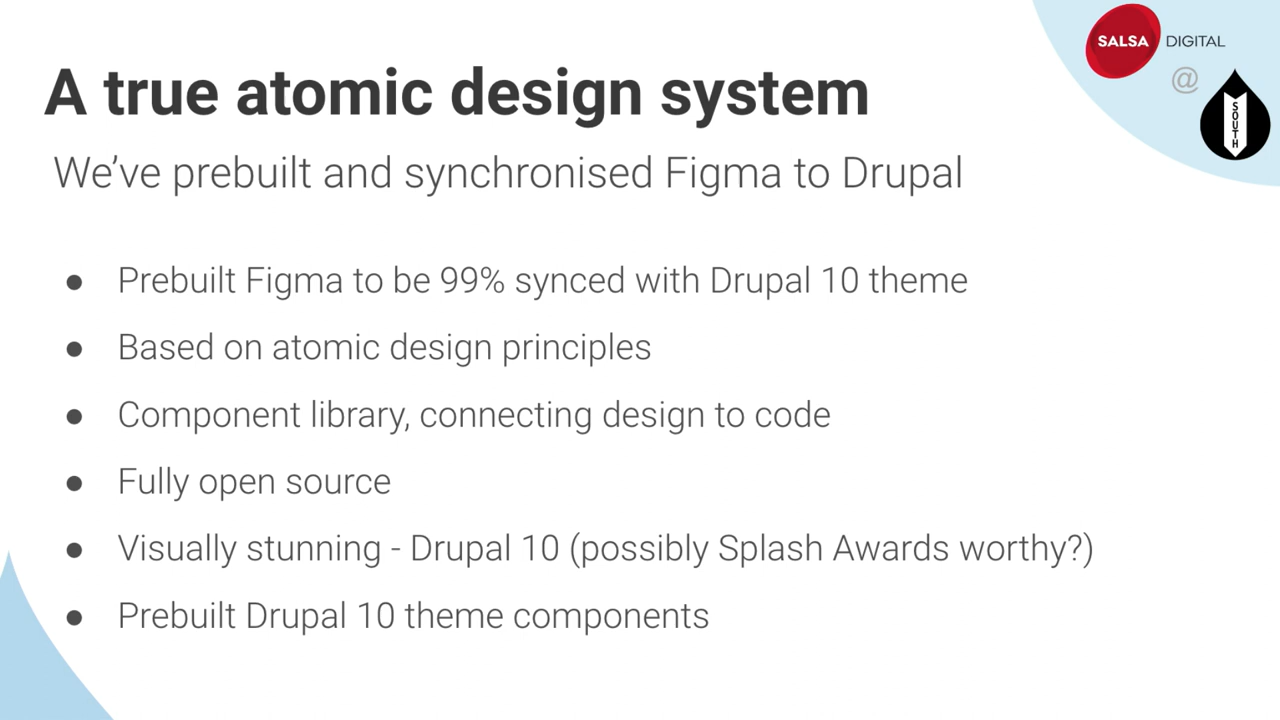 SALSA DIGITAL
@
SOUTH
A true atomic design system
We've prebuilt and synchronised Figma to Drupal
● Prebuilt Figma to be 99% synced with Drupal 10 theme
● Based on atomic design principles
● Component library, connecting design to code
● Fully open source
● Visually stunning - Drupal 10 (possibly Splash Awards worthy?)
● Prebuilt Drupal 10 theme components